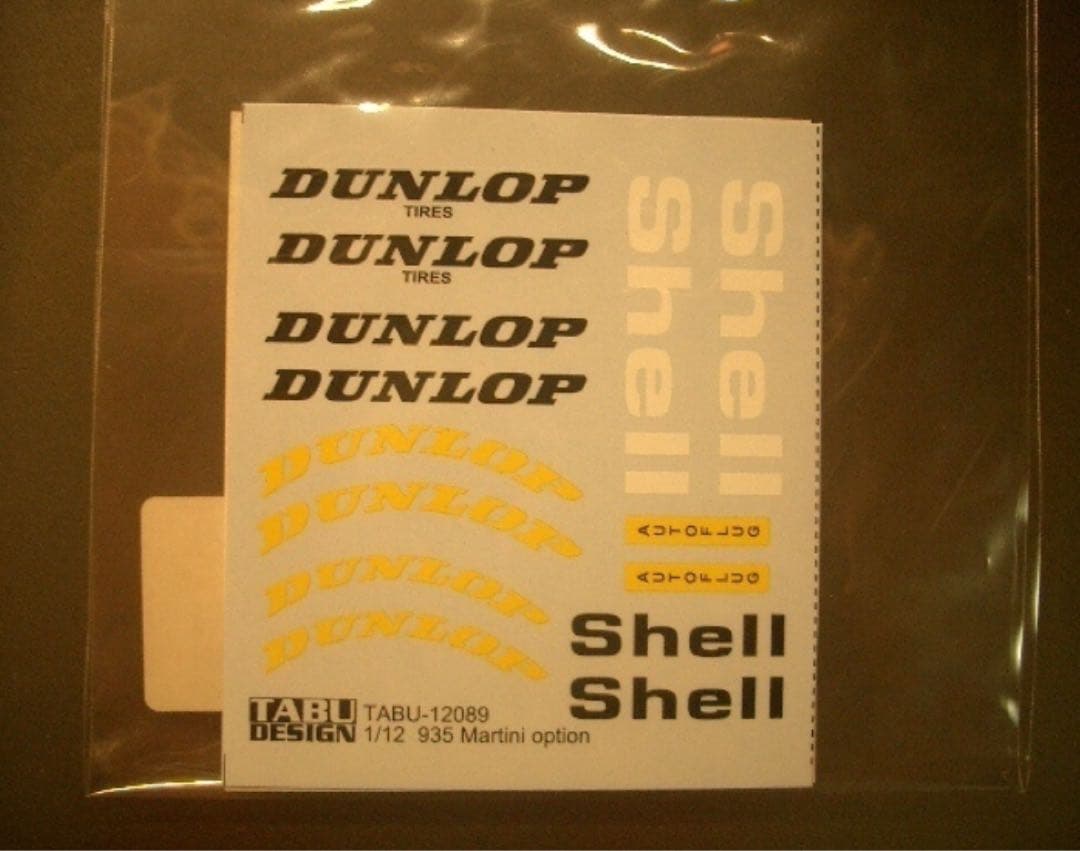 DUNLOP
TIRES
DUNLOP
TIRES
DUNLOP
DUNLOP
DUNLOP
DUNLOP
DUNLOP
DUNLOP
Shell
Shell
AUTOFLUG
AUTOFLUG
Shell
Shell
TABU DESIGN
TABU-12089
1/12 935 Martini option